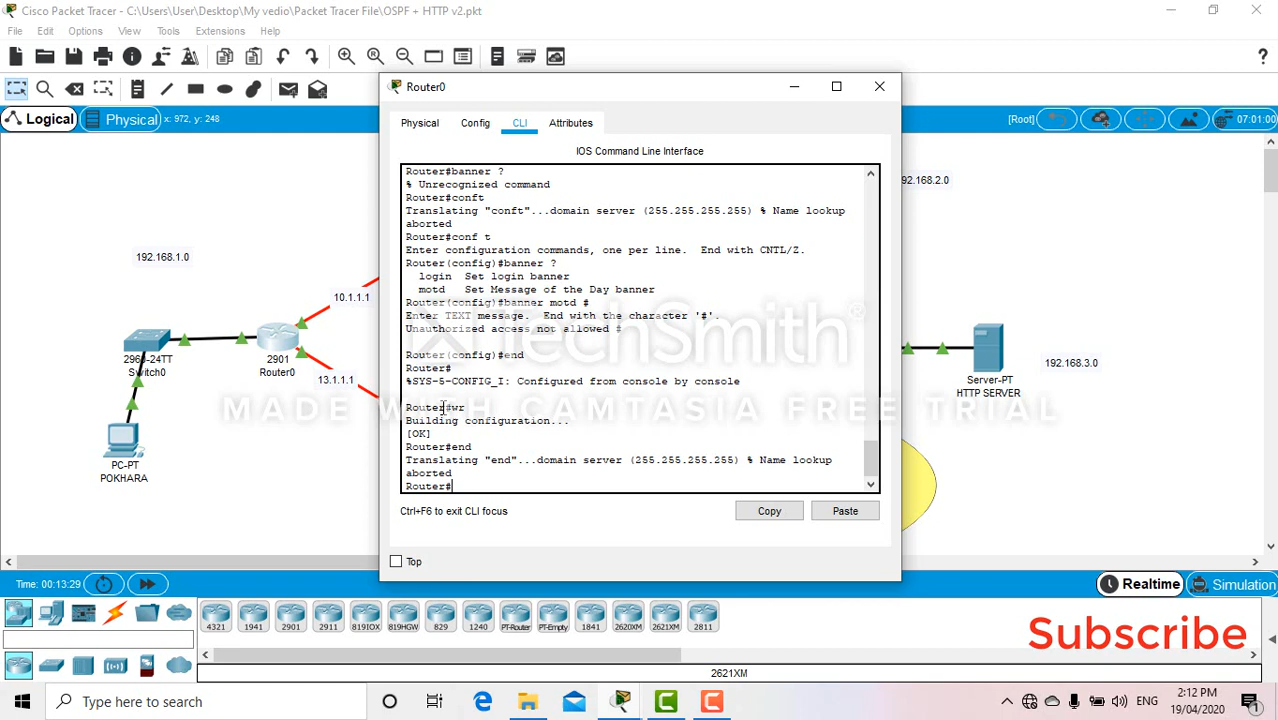 Cisco Packet Tracer - C:\Users\User\Desktop\My vedio\Packet Tracer File\OSPF + HTTP v2.pkt
File Edit Options View Tools Extensions Help
Logical Physical x: 972, y: 248 [Root] 07:01:00
Router0
Physical Config CLI Attributes
IOS Command Line Interface
Router#banner ?
% Unrecognized command
Router#conft
Translating "conft"...domain server (255.255.255.255) % Name lookup
aborted
Router#conf t
Enter configuration commands, one per line. End with CNTL/Z.
Router(config)#banner ?
login Set login banner
motd Set Message of the Day banner
Router(config)#banner motd #
Enter TEXT message. End with the character '#'.
Unauthorized access not allowed #
Router(config)#end
Router#
%SYS-5-CONFIG_I: Configured from console by console
Router#wr
Building configuration...
[OK]
Router#end
Translating "end"...domain server (255.255.255.255) % Name lookup
aborted
Router#
Ctrl+F6 to exit CLI focus
Copy
Paste
Top
TechSmith
MADE WITH CAMTASIA FREE TRIAL
192.168.1.0
92.168.2.0
10.1.1.1
13.1.1.1
192.168.3.0
Switch0
2901
Router0
PC-PT
POKHARA
Server-PT
HTTP SERVER
Time: 00:13:29
Realtime
Simulation
4321 1941 2901 2911 819IOX 819HGW 829 1240 PT-Router PT-Empty 1841 2620XM 2621XM 2811
2621XM
Subscribe
Type here to search
ENG
2:12 PM
19/04/2020
1